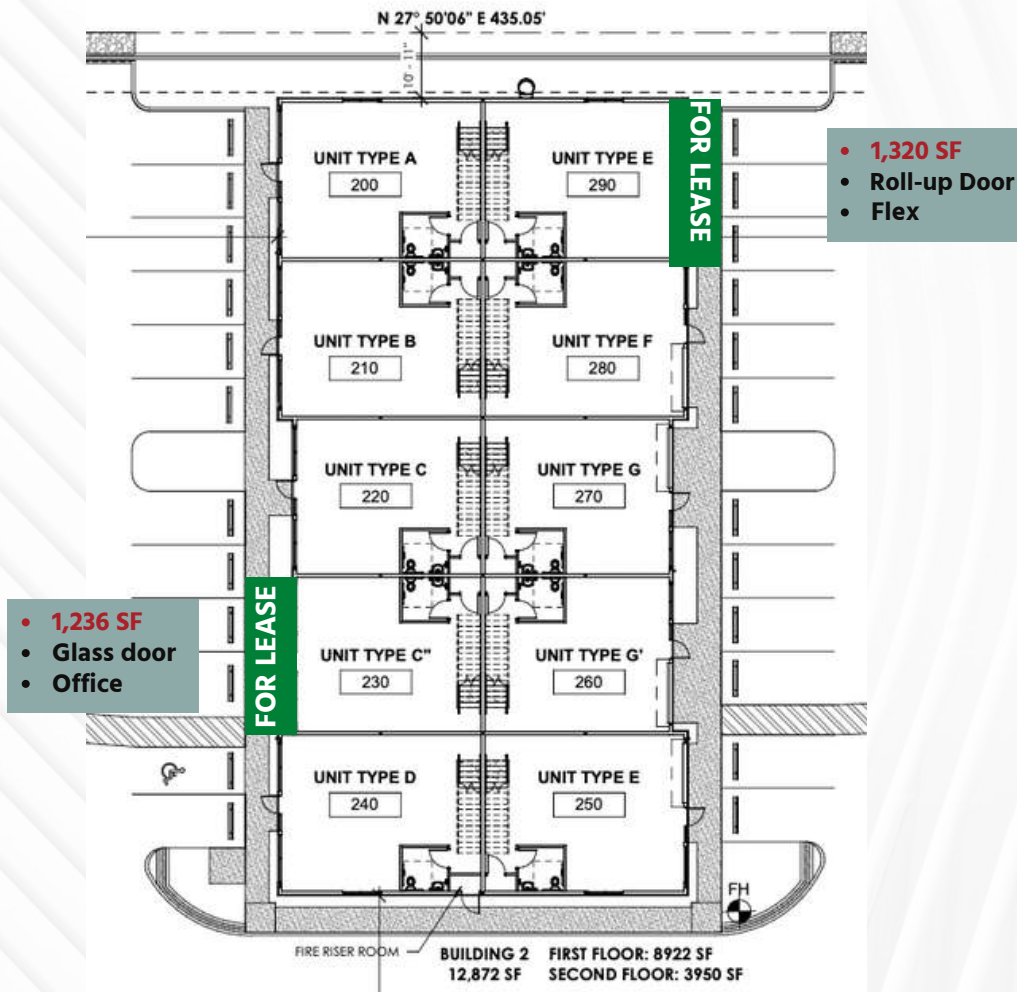 N 27° 50'06" E 435.05'
10' - 11"
FOR LEASE
UNIT TYPE A
200
UNIT TYPE E
290
• 1,320 SF
• Roll-up Door
• Flex
UNIT TYPE B
210
UNIT TYPE F
280
UNIT TYPE C
220
UNIT TYPE G
270
• 1,236 SF
• Glass door
• Office
FOR LEASE
UNIT TYPE C"
230
UNIT TYPE G'
260
UNIT TYPE D
240
UNIT TYPE E
250
FH
FIRE RISER ROOM
BUILDING 2
12,872 SF
FIRST FLOOR: 8922 SF
SECOND FLOOR: 3950 SF